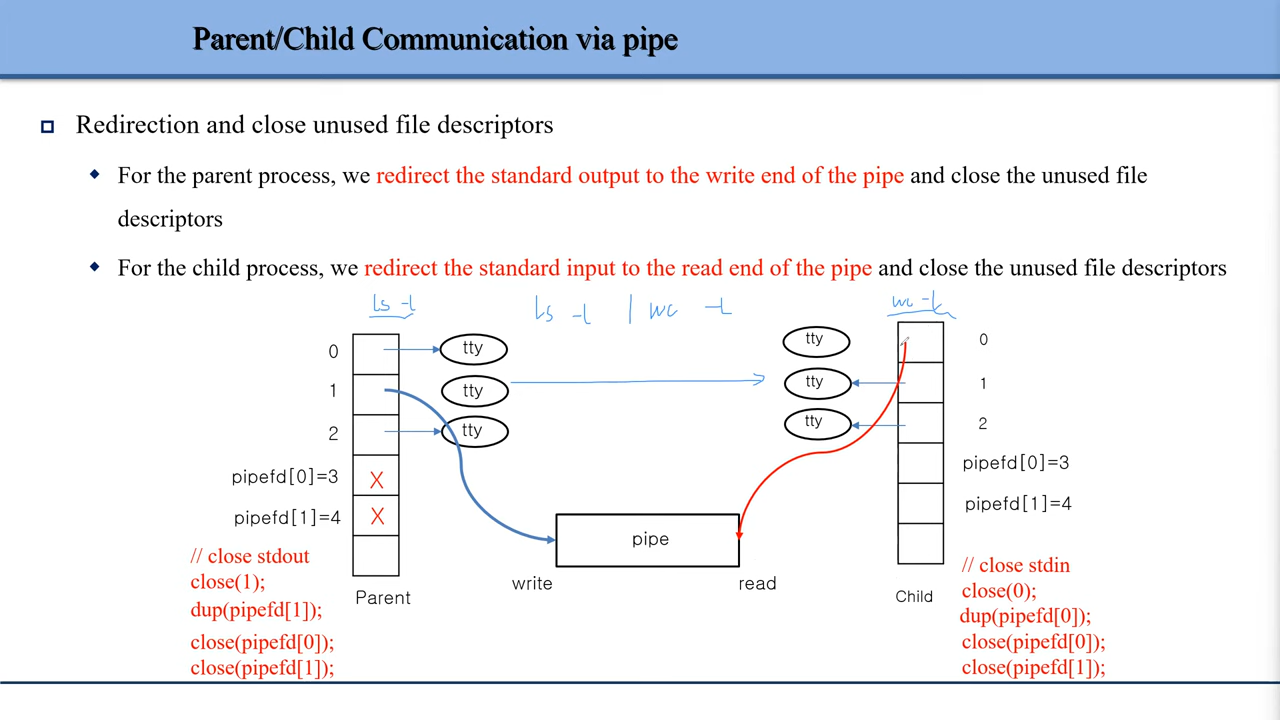 Parent/Child Communication via pipe
Redirection and close unused file descriptors
For the parent process, we redirect the standard output to the write end of the pipe and close the unused file
descriptors
For the child process, we redirect the standard input to the read end of the pipe and close the unused file descriptors
ls -l
ls -l | wc -l
wc -l
0 tty
1 tty
2 tty
pipefd[0]=3 X
pipefd[1]=4 X
tty 0
tty 1
tty 2
pipefd[0]=3
pipefd[1]=4
pipe
write read
Parent
Child
// close stdout
close(1);
dup(pipefd[1]);
close(pipefd[0]);
close(pipefd[1]);
// close stdin
close(0);
dup(pipefd[0]);
close(pipefd[0]);
close(pipefd[1]);